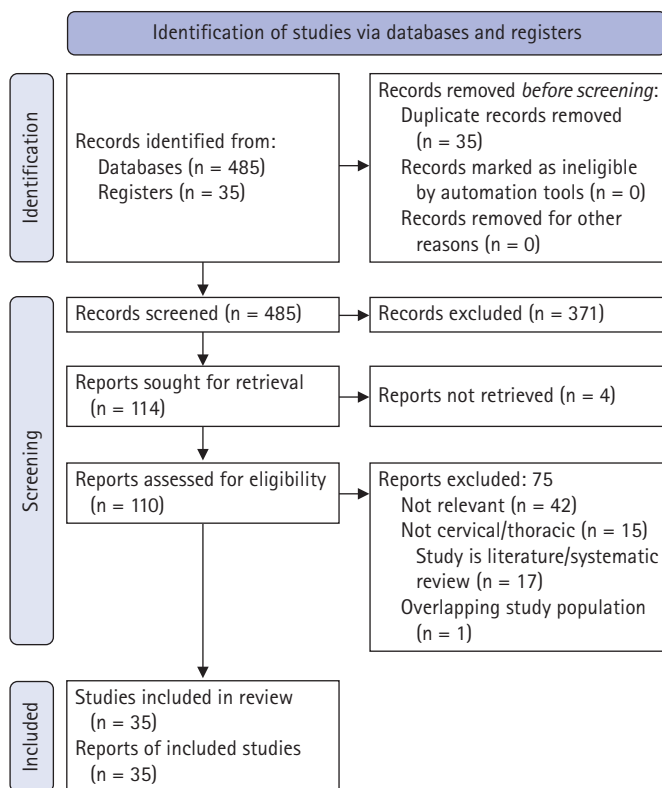 Identification of studies via databases and registers
Identification
Records identified from:
Databases (n = 485)
Registers (n = 35)
Records removed before screening:
Duplicate records removed
(n = 35)
Records marked as ineligible
by automation tools (n = 0)
Records removed for other
reasons (n = 0)
Screening
Records screened (n = 485)
Records excluded (n = 371)
Reports sought for retrieval
(n = 114)
Reports not retrieved (n = 4)
Reports assessed for eligibility
(n = 110)
Reports excluded: 75
Not relevant (n = 42)
Not cervical/thoracic (n = 15)
Study is literature/systematic
review (n = 17)
Overlapping study population
(n = 1)
Included
Studies included in review
(n = 35)
Reports of included studies
(n = 35)